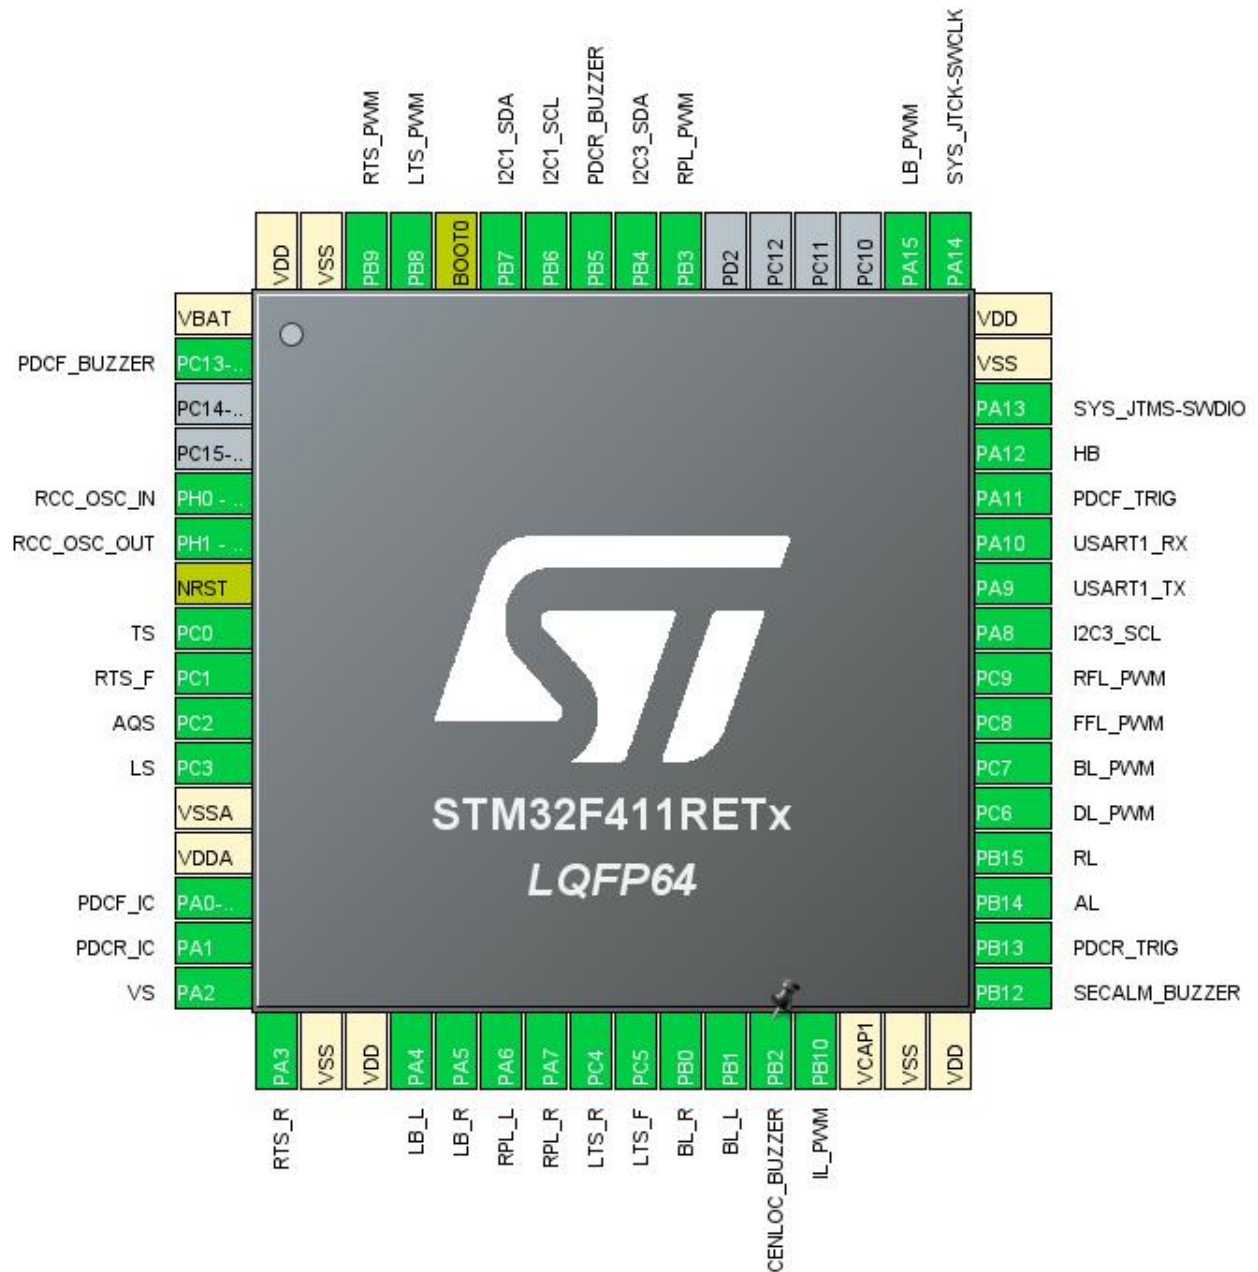 RTS_PWM
LTS_PWM
I2C1_SDA
I2C1_SCL
PDCR_BUZZER
I2C3_SDA
RPL_PWM
LB_PWM
SYS_JTCK-SWCLK
VDD
VSS
PB9
PB8
BOOT0
PB7
PB6
PB5
PB4
PB3
PD2
PC12
PC11
PC10
PA15
PA14
VBAT
PDCF_BUZZER PC13-..
PC14-..
PC15-..
RCC_OSC_IN PH0 - ..
RCC_OSC_OUT PH1 - ..
NRST
TS PC0
RTS_F PC1
AQS PC2
LS PC3
VSSA
VDDA
PDCF_IC PA0-..
PDCR_IC PA1
VS PA2
STM32F411RETx
LQFP64
VDD
VSS
PA13 SYS_JTMS-SWDIO
PA12 HB
PA11 PDCF_TRIG
PA10 USART1_RX
PA9 USART1_TX
PA8 I2C3_SCL
PC9 RFL_PWM
PC8 FFL_PWM
PC7 BL_PWM
PC6 DL_PWM
PB15 RL
PB14 AL
PB13 PDCR_TRIG
PB12 SECALM_BUZZER
PA3
VSS
VDD
PA4
PA5
PA6
PA7
PC4
PC5
PB0
PB1
PB2
PB10
VCAP1
VSS
VDD
RTS_R
LB_L
LB_R
RPL_L
RPL_R
LTS_R
LTS_F
BL_R
BL_L
CENLOC_BUZZER
IL_PWM